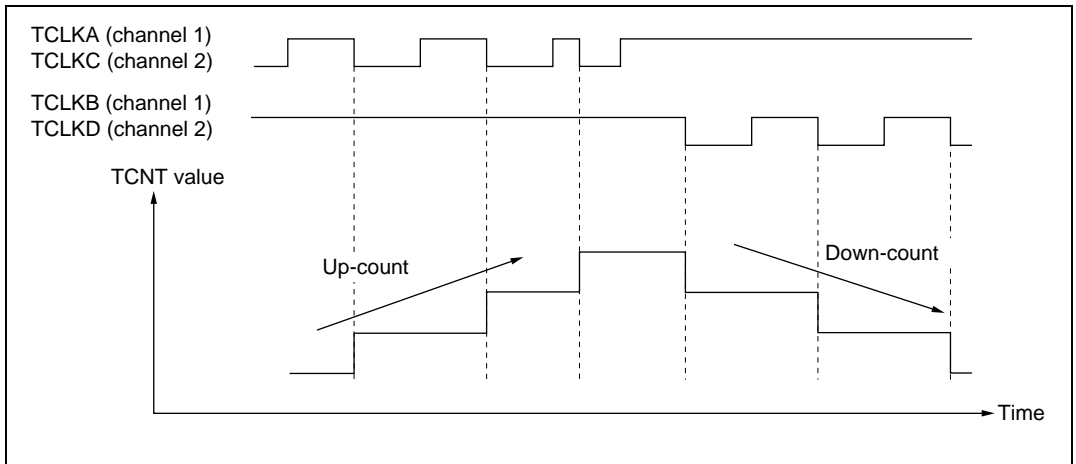 TCLKA (channel 1)
TCLKC (channel 2)
TCLKB (channel 1)
TCLKD (channel 2)
TCNT value
Up-count
Down-count
Time